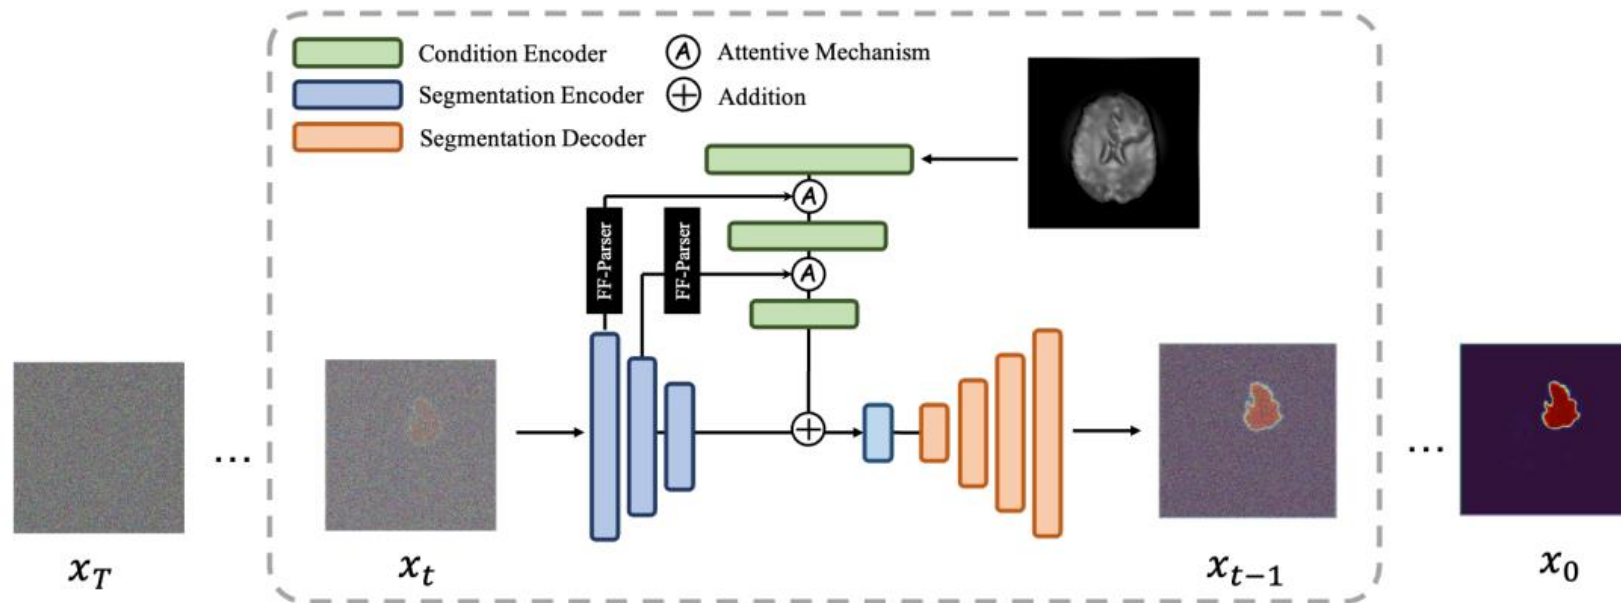 Condition Encoder
Segmentation Encoder
Segmentation Decoder
A Attentive Mechanism
+ Addition
A
FF-Parser
FF-Parser
A
+
...
...
x_T
x_t
x_{t-1}
x_0